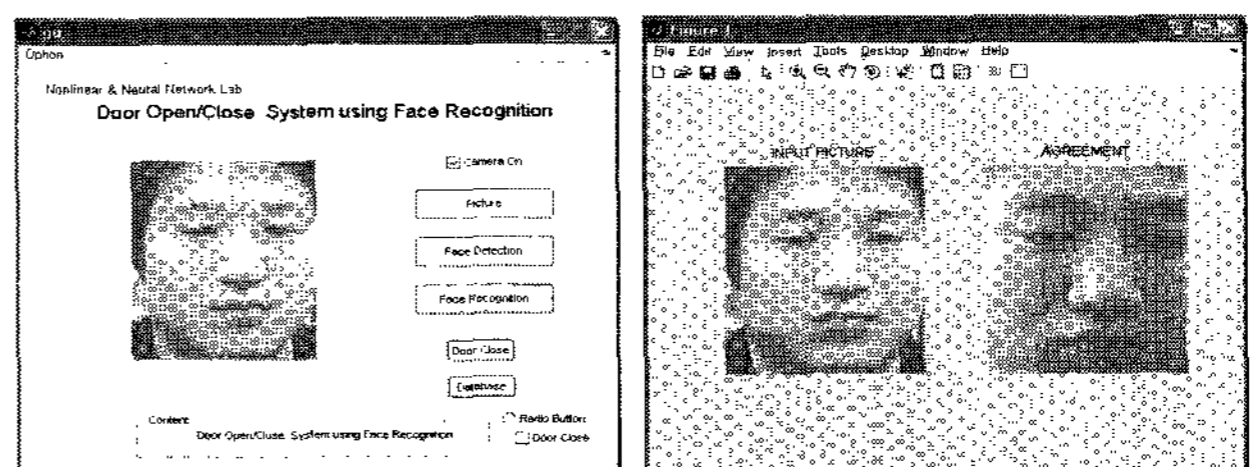 gui
Option
Nonlinear & Neural Network Lab
Door Open/Close System using Face Recognition
Camera On
Picture
Face Detection
Face Recognition
Door Close
Database
Content
Door Open/Close System using Face Recognition
Radio Button
Door Close
Figure 1
File Edit View Insert Tools Desktop Window Help
INPUT PICTURE
AGREEMENT